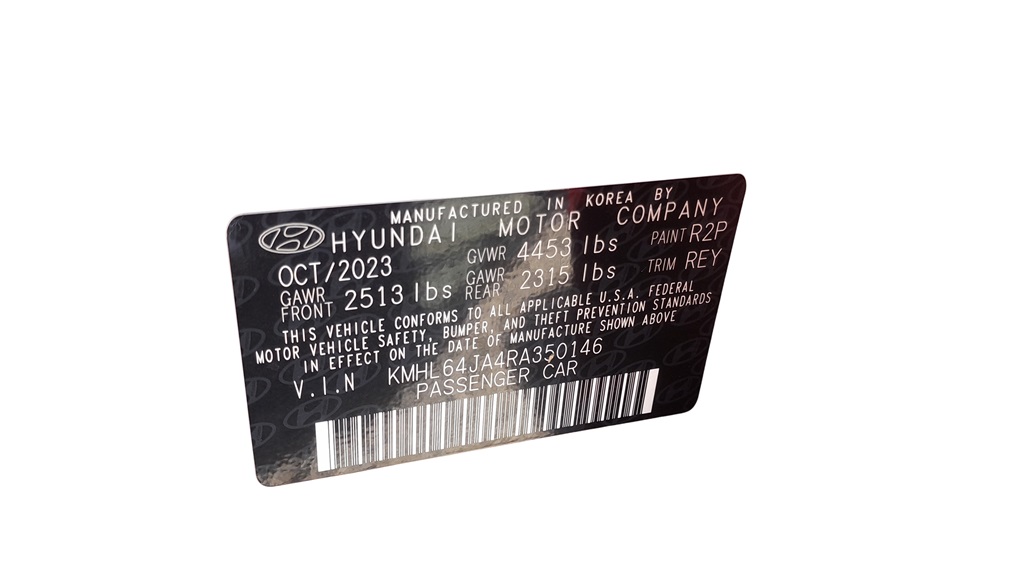 MANUFACTURED IN KOREA BY
HYUNDAI MOTOR COMPANY
OCT/2023 GVWR 4453 lbs PAINT R2P
GAWR FRONT 2513 lbs GAWR REAR 2315 lbs TRIM REY
THIS VEHICLE CONFORMS TO ALL APPLICABLE U.S.A. FEDERAL
MOTOR VEHICLE SAFETY, BUMPER, AND THEFT PREVENTION STANDARDS
IN EFFECT ON THE DATE OF MANUFACTURE SHOWN ABOVE
V.I.N KMHL64JA4RA350146
PASSENGER CAR